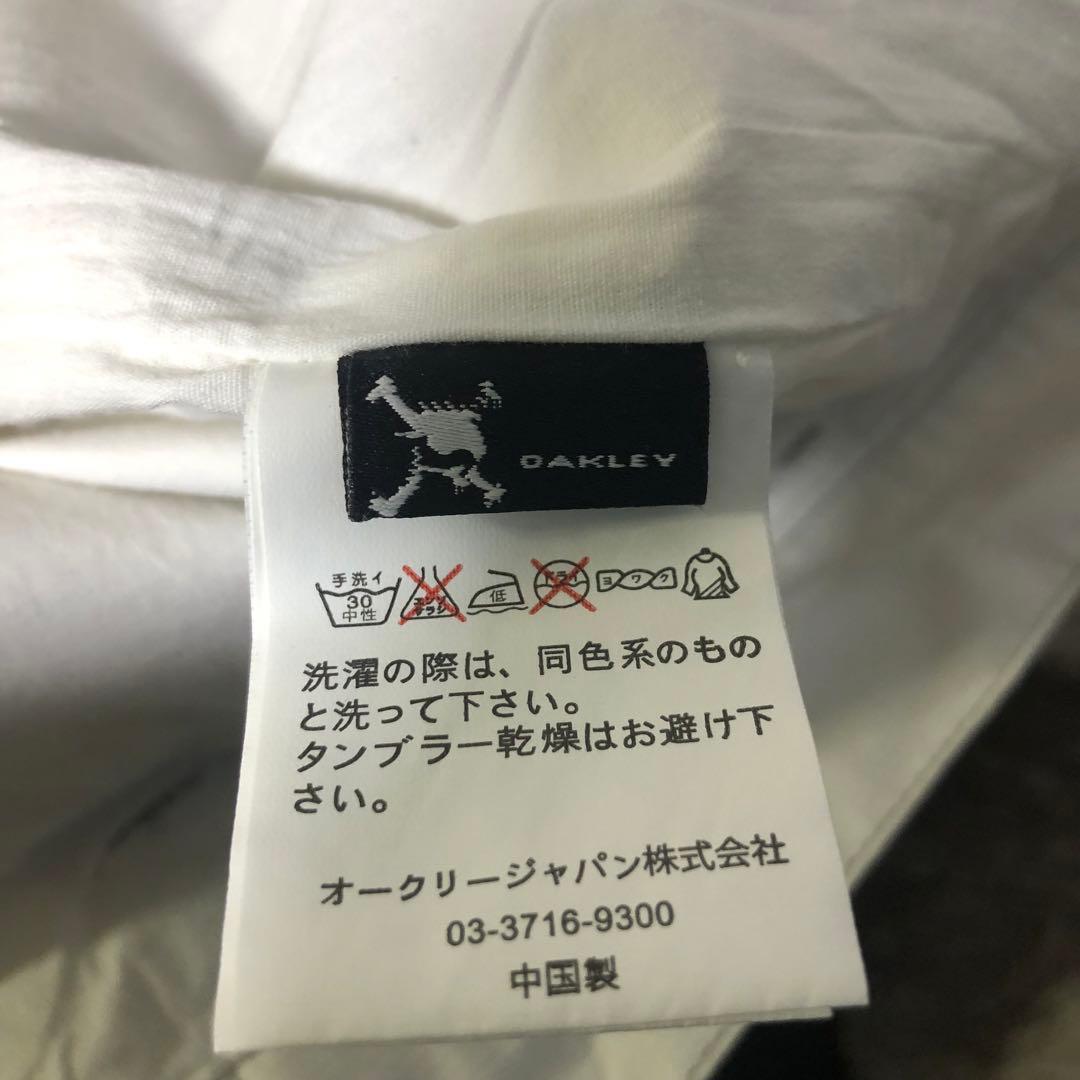 OAKLEY
手洗イ
30
中性
エンソ
サラシ
低
ドライ
ヨワク
洗濯の際は、同色系のもの
と洗って下さい。
タンブラー乾燥はお避け下
さい。
オークリージャパン株式会社
03-3716-9300
中国製